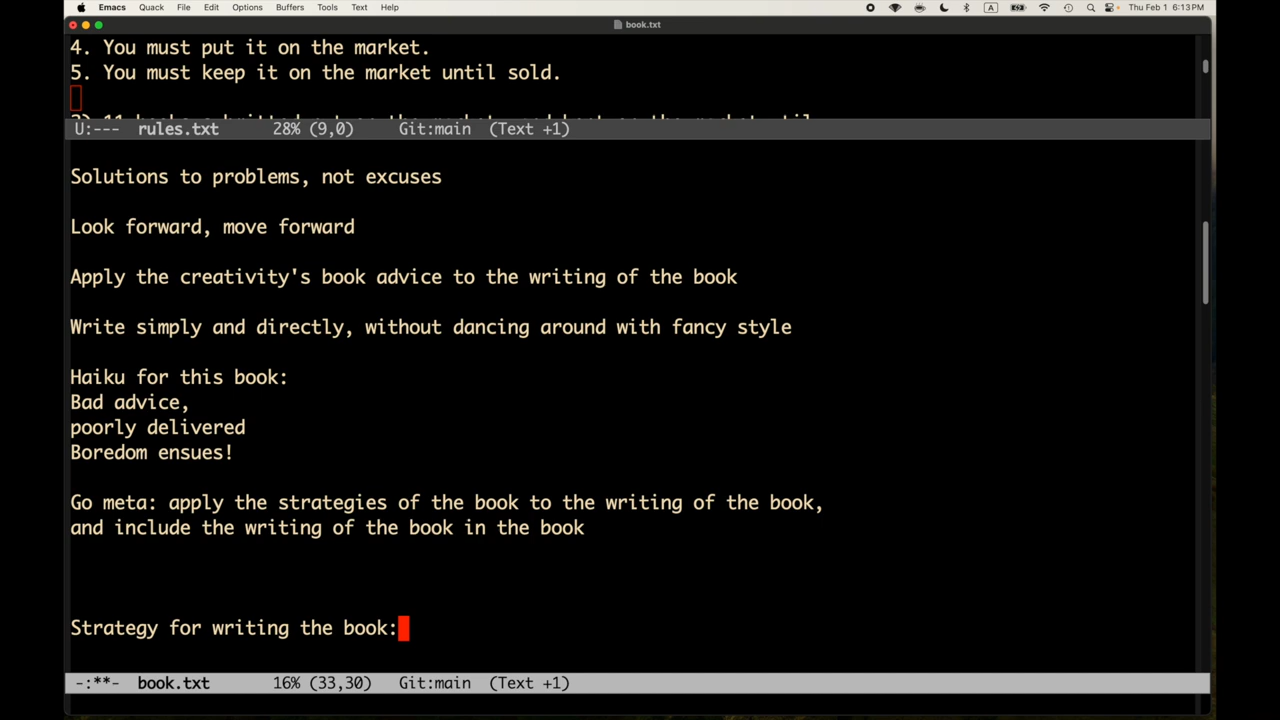 Emacs Quack File Edit Options Buffers Tools Text Help A Thu Feb 1 6:13 PM
book.txt
4. You must put it on the market.
5. You must keep it on the market until sold.
U:--- rules.txt 28% (9,0) Git:main (Text +1)
Solutions to problems, not excuses
Look forward, move forward
Apply the creativity's book advice to the writing of the book
Write simply and directly, without dancing around with fancy style
Haiku for this book:
Bad advice,
poorly delivered
Boredom ensues!
Go meta: apply the strategies of the book to the writing of the book,
and include the writing of the book in the book
Strategy for writing the book:
-:**- book.txt 16% (33,30) Git:main (Text +1)